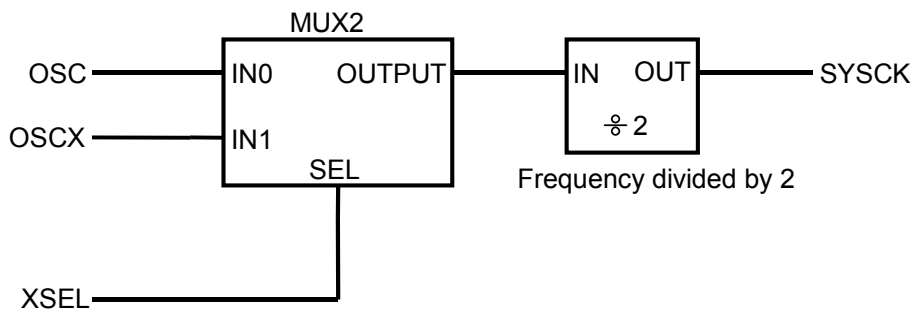 MUX2
OSC
IN0
OUTPUT
IN
OUT
SYSCK
OSCX
IN1
÷ 2
SEL
Frequency divided by 2
XSEL